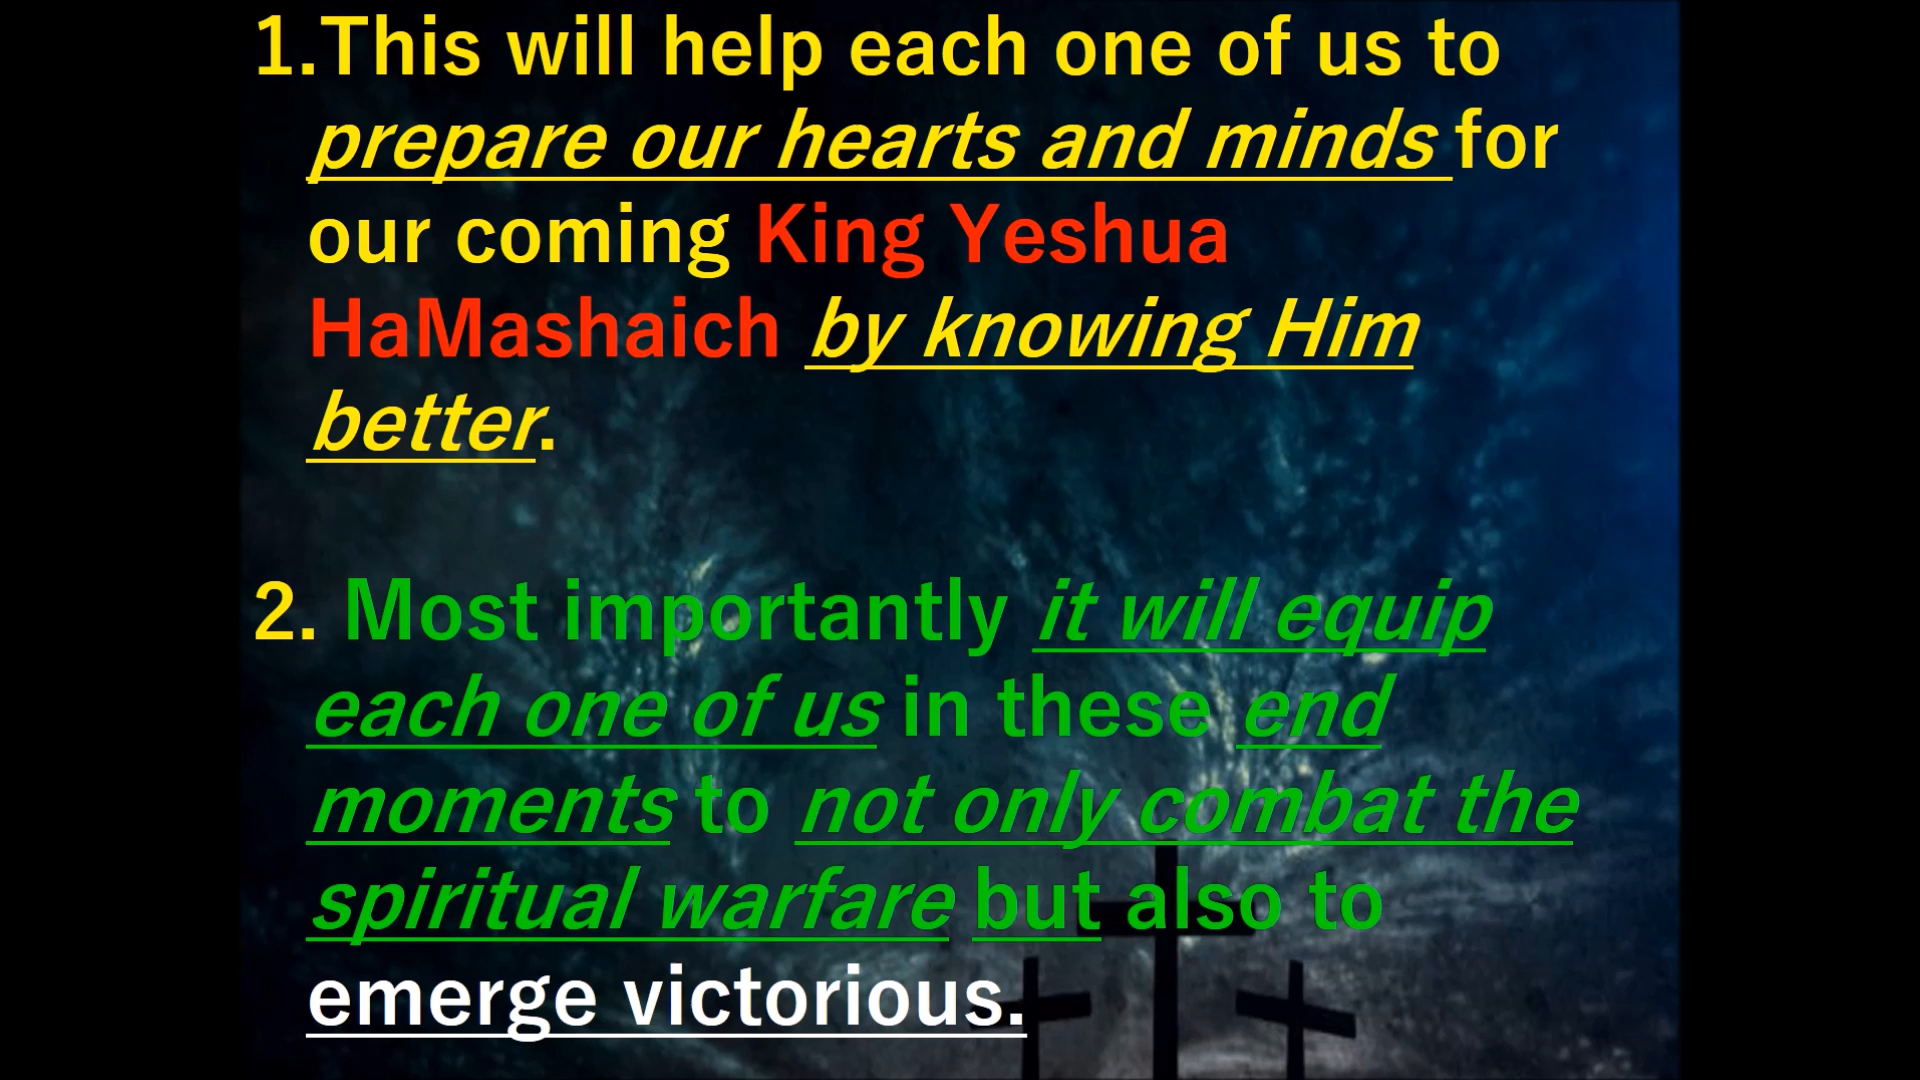 1.This will help each one of us to
prepare our hearts and minds for
our coming King Yeshua
HaMashaich by knowing Him
better.
2. Most importantly it will equip
each one of us in these end
moments to not only combat the
spiritual warfare but also to
emerge victorious.